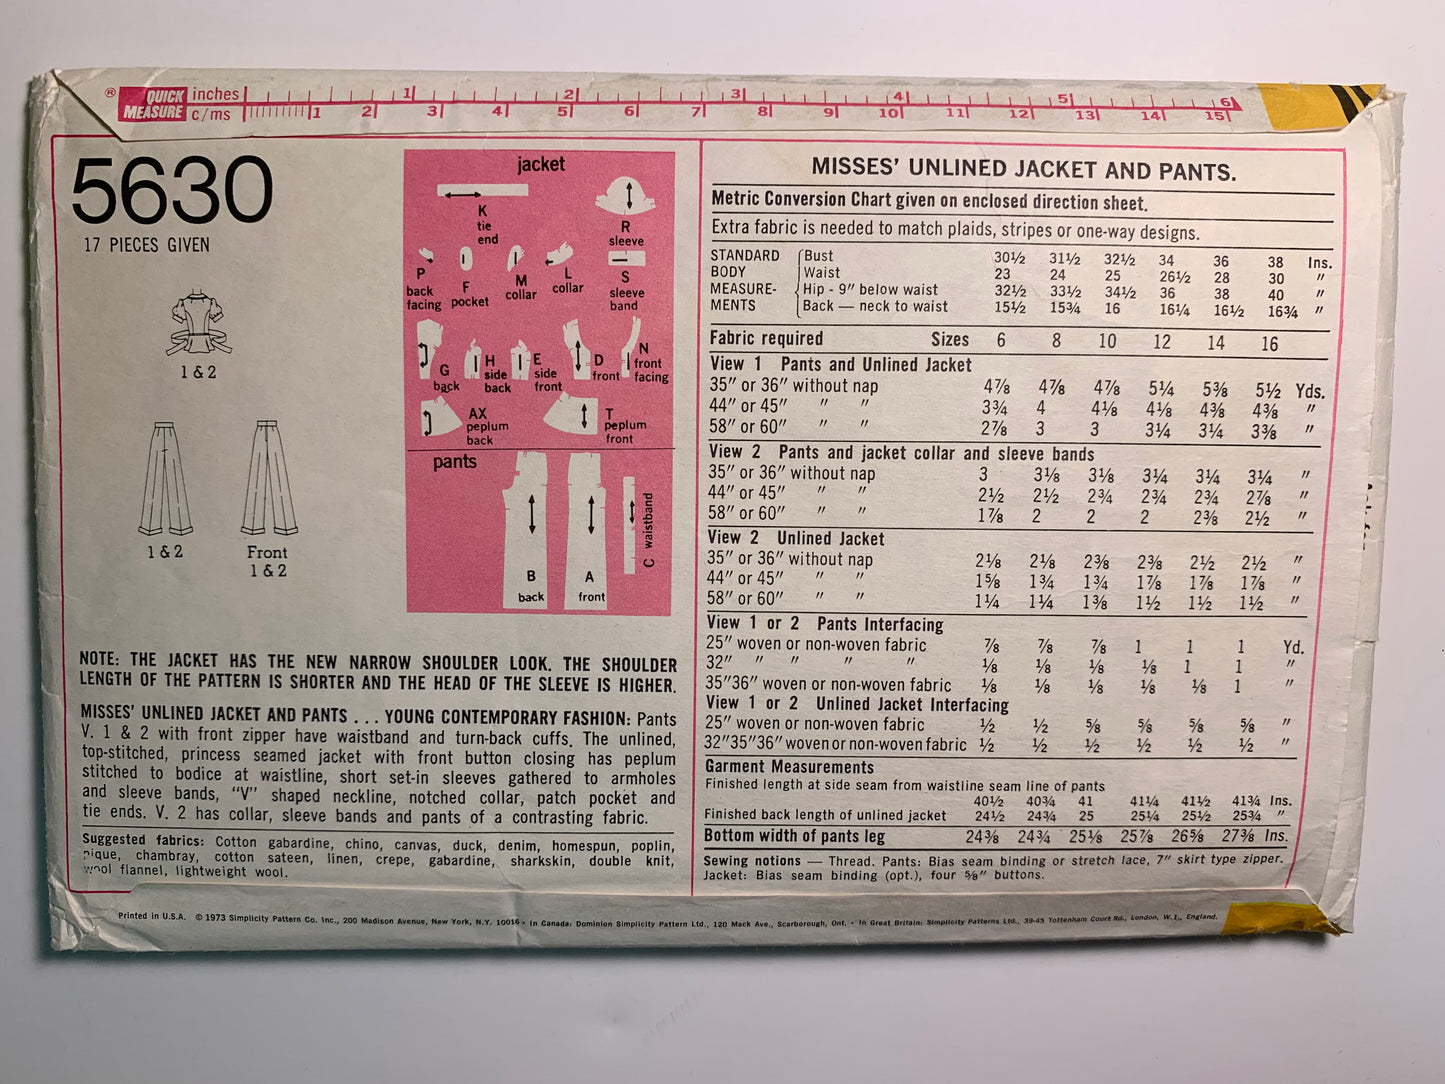 ® QUICK MEASURE inches 1 2 3 4 5 6
c/ms 1 2 3 4 5 6 7 8 9 10 11 12 13 14 15
5630
17 PIECES GIVEN
1 & 2
1 & 2
Front
1 & 2
jacket
K
tie
end
R
sleeve
P
back
facing
F
pocket
M
collar
L
collar
S
sleeve
band
G
back
H
side
back
E
side
front
D
front
N
front
facing
AX
peplum
back
T
peplum
front
pants
B
back
A
front
C waistband
NOTE: THE JACKET HAS THE NEW NARROW SHOULDER LOOK. THE SHOULDER
LENGTH OF THE PATTERN IS SHORTER AND THE HEAD OF THE SLEEVE IS HIGHER.
MISSES' UNLINED JACKET AND PANTS . . . YOUNG CONTEMPORARY FASHION: Pants
V. 1 & 2 with front zipper have waistband and turn-back cuffs. The unlined,
top-stitched, princess seamed jacket with front button closing has peplum
stitched to bodice at waistline, short set-in sleeves gathered to armholes
and sleeve bands, "V" shaped neckline, notched collar, patch pocket and
tie ends. V. 2 has collar, sleeve bands and pants of a contrasting fabric.
Suggested fabrics: Cotton gabardine, chino, canvas, duck, denim, homespun, poplin,
pique, chambray, cotton sateen, linen, crepe, gabardine, sharkskin, double knit,
wool flannel, lightweight wool.
MISSES' UNLINED JACKET AND PANTS.
Metric Conversion Chart given on enclosed direction sheet.
Extra fabric is needed to match plaids, stripes or one-way designs.
STANDARD Bust 30½ 31½ 32½ 34 36 38 Ins.
BODY Waist 23 24 25 26½ 28 30 "
MEASURE- Hip - 9" below waist 32½ 33½ 34½ 36 38 40 "
MENTS Back — neck to waist 15½ 15¾ 16 16¼ 16½ 16¾ "
Fabric required Sizes 6 8 10 12 14 16
View 1 Pants and Unlined Jacket
35" or 36" without nap 4⅞ 4⅞ 4⅞ 5¼ 5⅜ 5½ Yds.
44" or 45" " " 3¾ 4 4⅛ 4⅛ 4⅜ 4⅜ "
58" or 60" " " 2⅞ 3 3 3¼ 3¼ 3⅜ "
View 2 Pants and jacket collar and sleeve bands
35" or 36" without nap 3 3⅛ 3⅛ 3¼ 3¼ 3¼ "
44" or 45" " " 2½ 2½ 2¾ 2¾ 2¾ 2⅞ "
58" or 60" " " 1⅞ 2 2 2 2⅜ 2½ "
View 2 Unlined Jacket
35" or 36" without nap 2⅛ 2⅛ 2⅜ 2⅜ 2½ 2½ "
44" or 45" " " 1⅝ 1¾ 1¾ 1⅞ 1⅞ 1⅞ "
58" or 60" " " 1¼ 1¼ 1⅜ 1½ 1½ 1½ "
View 1 or 2 Pants Interfacing
25" woven or non-woven fabric ⅞ ⅞ ⅞ 1 1 1 Yd.
32" " " " " ⅛ ⅛ ⅛ ⅛ 1 1 "
35"36" woven or non-woven fabric ⅛ ⅛ ⅛ ⅛ ⅛ 1 "
View 1 or 2 Unlined Jacket Interfacing
25" woven or non-woven fabric ½ ½ ⅝ ⅝ ⅝ ⅝ "
32"35"36" woven or non-woven fabric ½ ½ ½ ½ ½ ½ "
Garment Measurements
Finished length at side seam from waistline seam line of pants
40½ 40¾ 41 41¼ 41½ 41¾ Ins.
Finished back length of unlined jacket 24½ 24¾ 25 25¼ 25½ 25¾ "
Bottom width of pants leg 24⅜ 24¾ 25⅛ 25⅞ 26⅝ 27⅜ Ins.
Sewing notions — Thread. Pants: Bias seam binding or stretch lace, 7" skirt type zipper.
Jacket: Bias seam binding (opt.), four ⅝" buttons.
Printed in U.S.A. © 1973 Simplicity Pattern Co. Inc., 200 Madison Avenue, New York, N.Y. 10016 • In Canada: Dominion Simplicity Pattern Ltd., 120 Mack Ave., Scarborough, Ont. • In Great Britain: Simplicity Patterns Ltd., 39-45 Tottenham Court Rd., London, W.1., England.